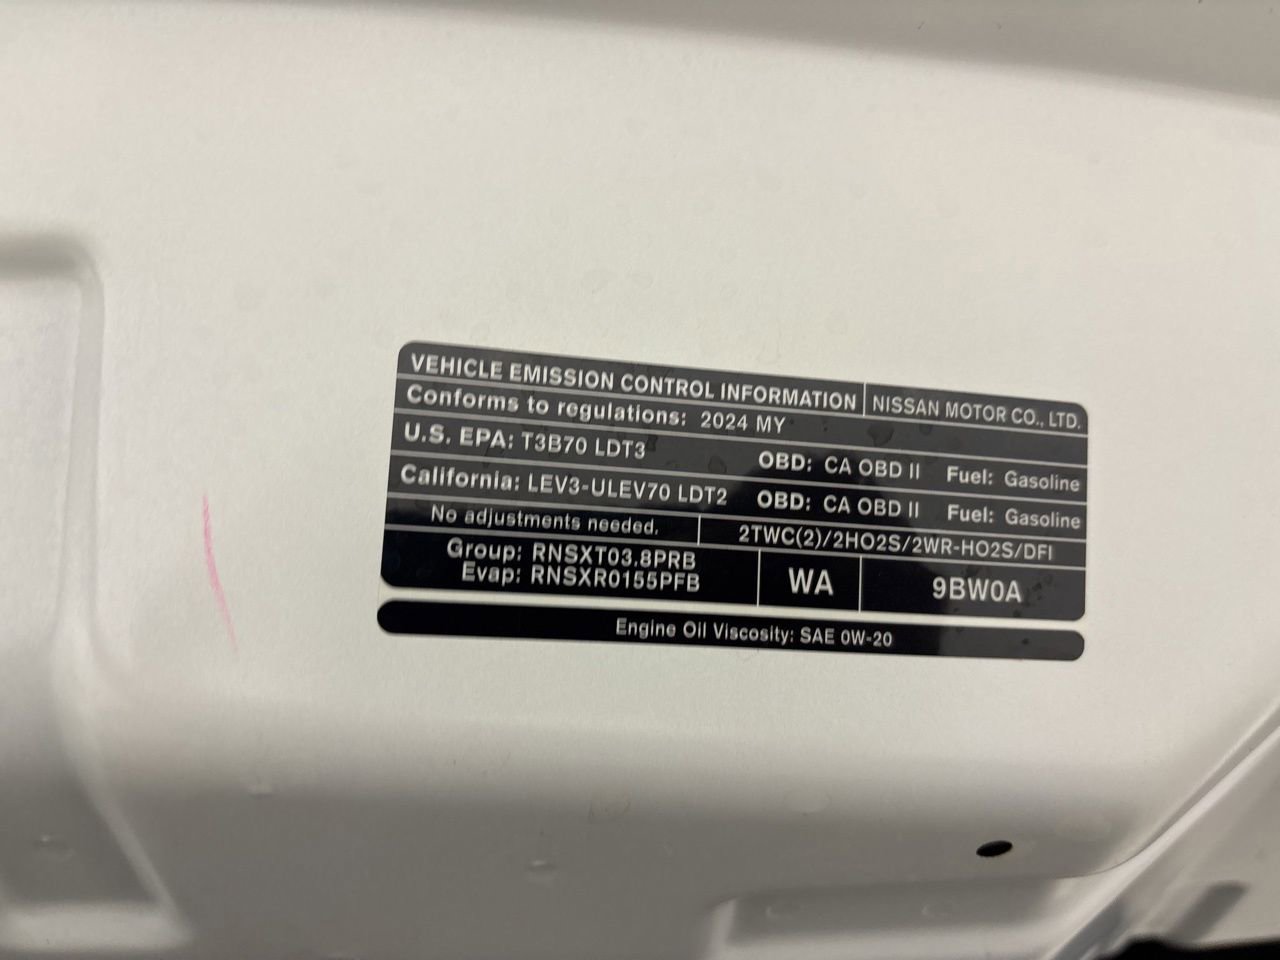 VEHICLE EMISSION CONTROL INFORMATION NISSAN MOTOR CO., LTD.
Conforms to regulations: 2024 MY
U.S. EPA: T3B70 LDT3 OBD: CA OBD II Fuel: Gasoline
California: LEV3-ULEV70 LDT2 OBD: CA OBD II Fuel: Gasoline
No adjustments needed. 2TWC(2)/2HO2S/2WR-HO2S/DFI
Group: RNSXT03.8PRB
Evap: RNSXR0155PFB
WA
9BW0A
Engine Oil Viscosity: SAE 0W-20